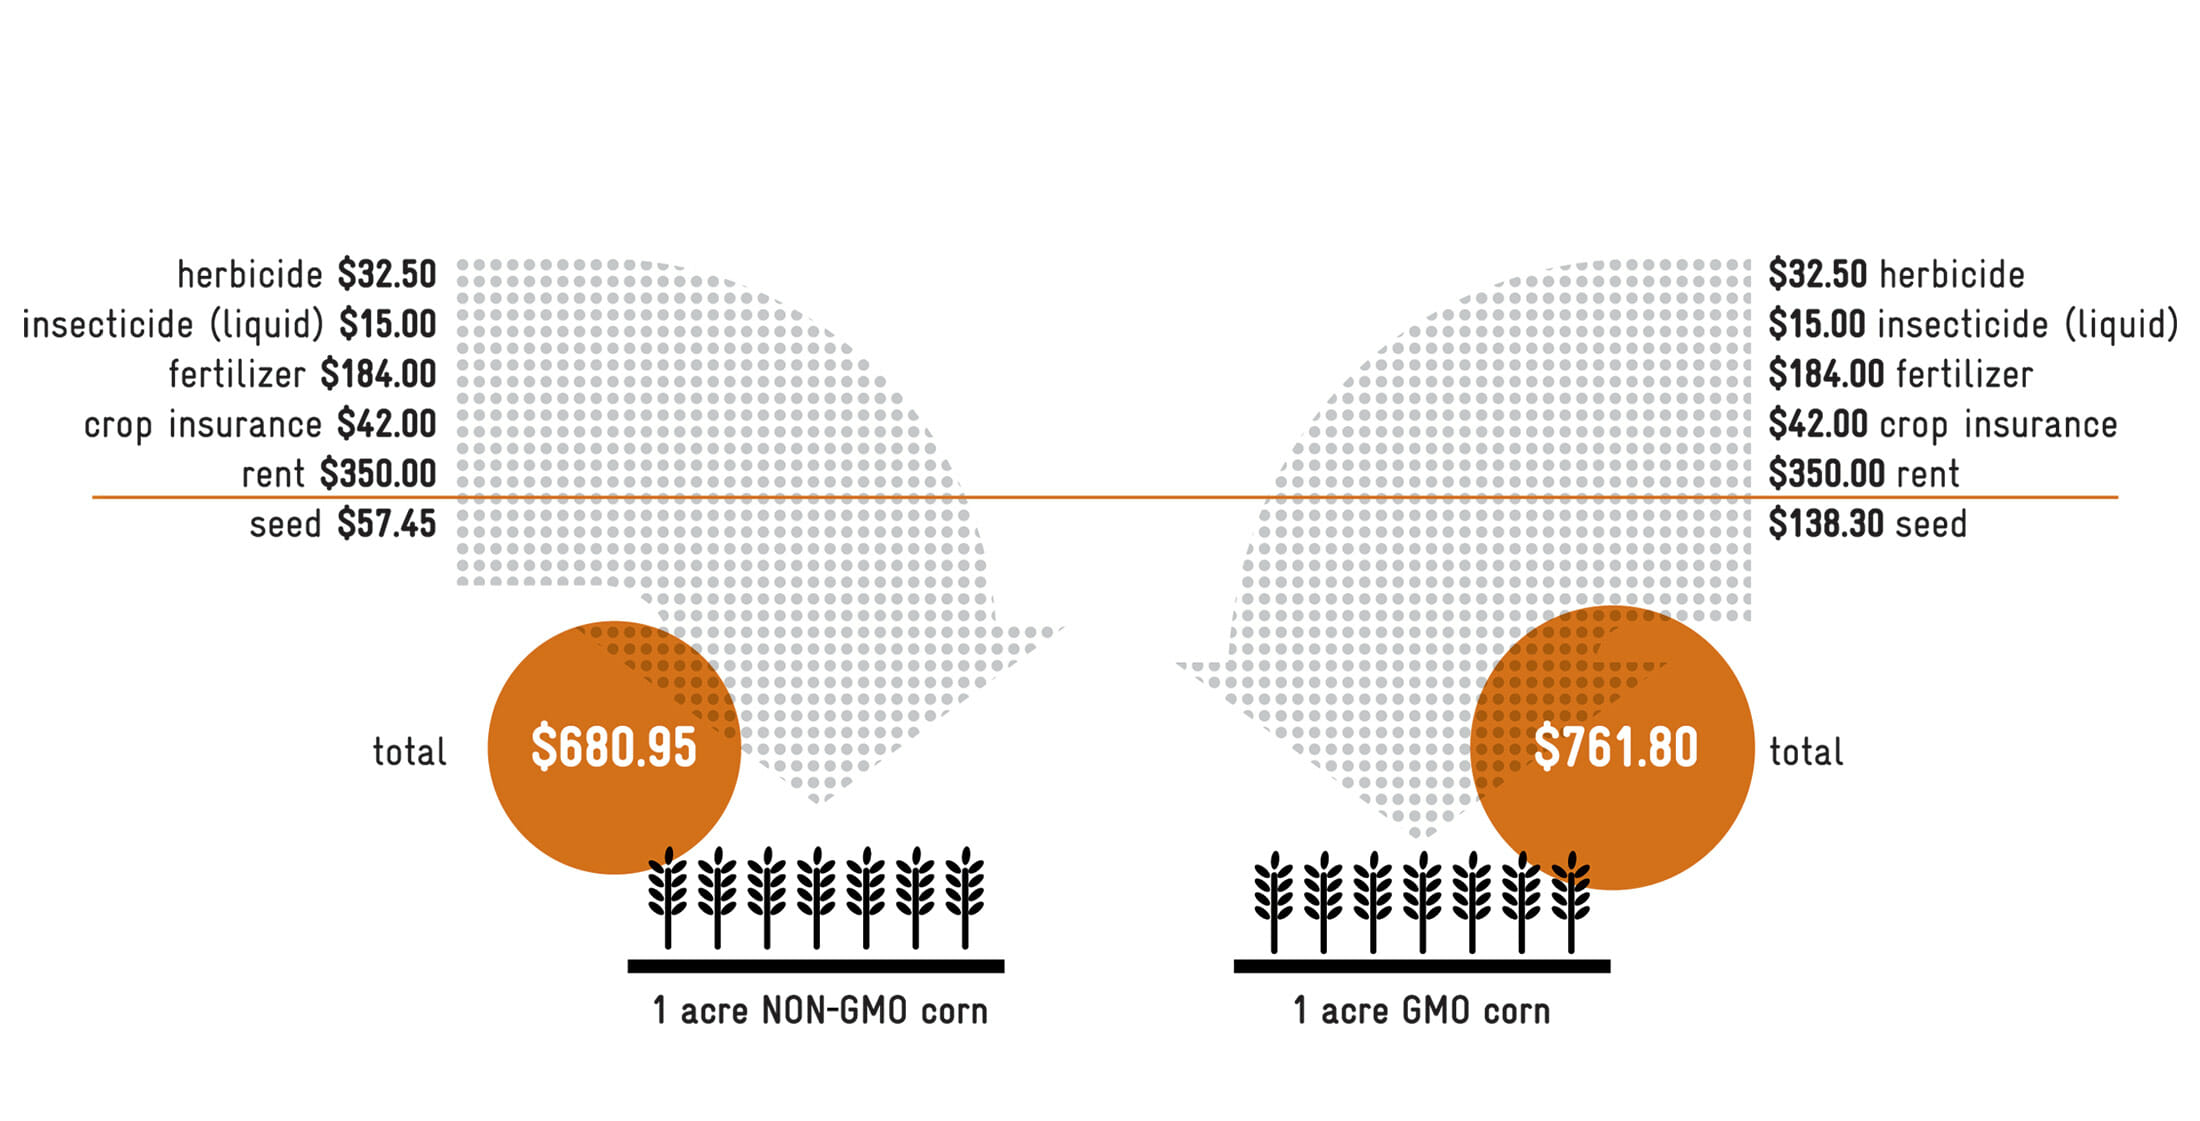 herbicide $32.50
insecticide (liquid) $15.00
fertilizer $184.00
crop insurance $42.00
rent $350.00
seed $57.45
total
$680.95
1 acre NON-GMO corn
$32.50 herbicide
$15.00 insecticide (liquid)
$184.00 fertilizer
$42.00 crop insurance
$350.00 rent
$138.30 seed
$761.80
total
1 acre GMO corn